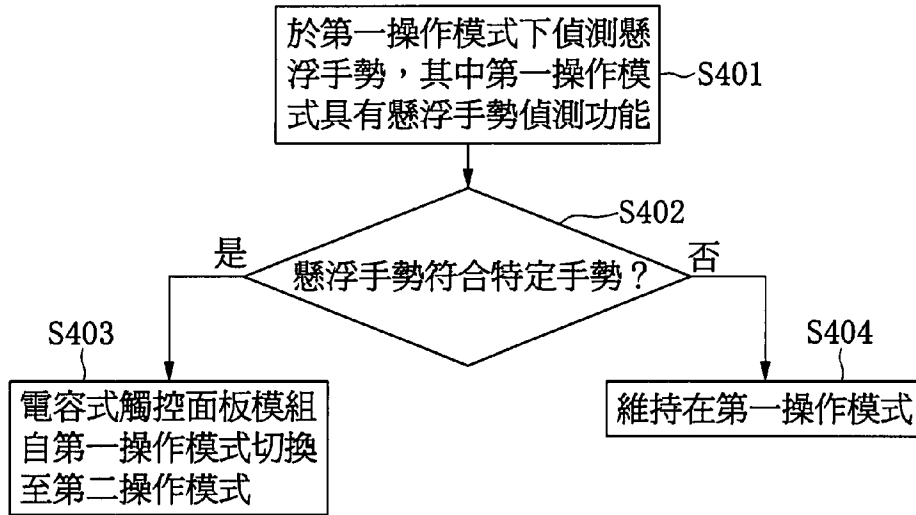 於第一操作模式下偵測懸
浮手勢，其中第一操作模
式具有懸浮手勢偵測功能
S401
S402
是
懸浮手勢符合特定手勢？
否
S403
S404
電容式觸控面板模組
自第一操作模式切換
至第二操作模式
維持在第一操作模式